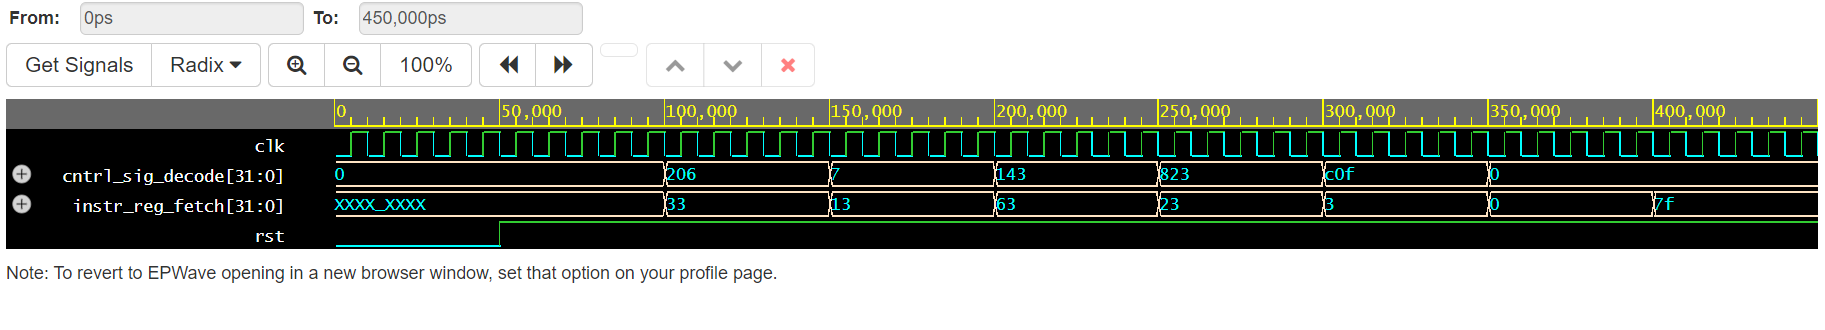 From: 0ps To: 450,000ps
Get Signals Radix 100%
0 50,000 100,000 150,000 200,000 250,000 300,000 350,000 400,000
clk
cntrl_sig_decode[31:0] 0 206 7 143 823 c0f 0
instr_reg_fetch[31:0] XXXX_XXXX 33 13 63 23 3 0 7f
rst
Note: To revert to EPWave opening in a new browser window, set that option on your profile page.